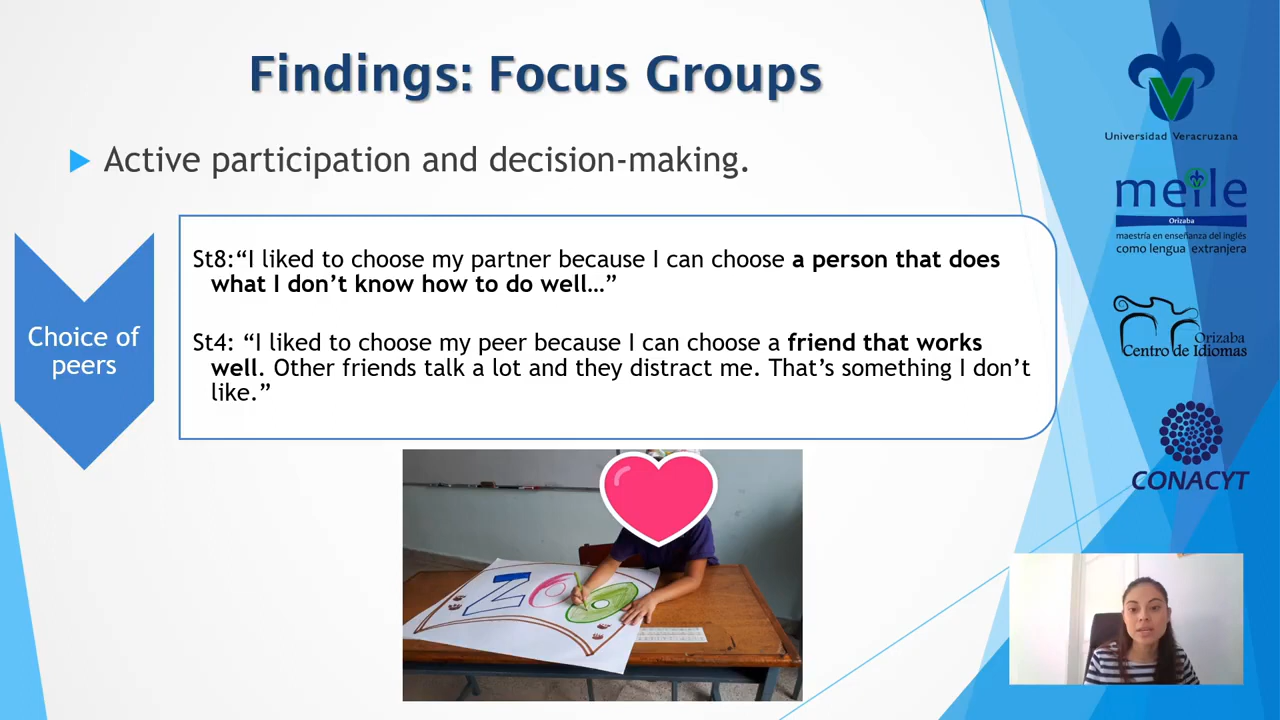 Findings: Focus Groups
Active participation and decision-making.
Choice of
peers
St8:“I liked to choose my partner because I can choose a person that does
what I don’t know how to do well…”
St4: “I liked to choose my peer because I can choose a friend that works
well. Other friends talk a lot and they distract me. That’s something I don’t
like.”
ZOO
Universidad Veracruzana
meile
Orizaba
maestría en enseñanza del inglés
como lengua extranjera
Orizaba
Centro de Idiomas
CONACYT